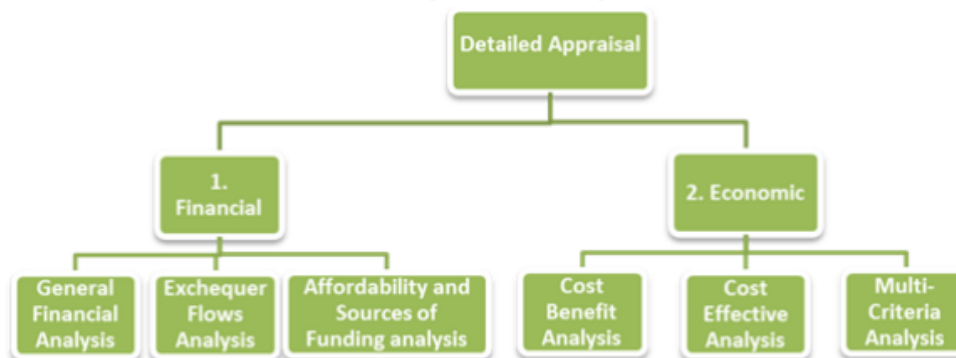 Detailed Appraisal
1.
Financial
2. Economic
General
Financial
Analysis
Exchequer
Flows
Analysis
Affordability and
Sources of
Funding analysis
Cost
Benefit
Analysis
Cost
Effective
Analysis
Multi-
Criteria
Analysis